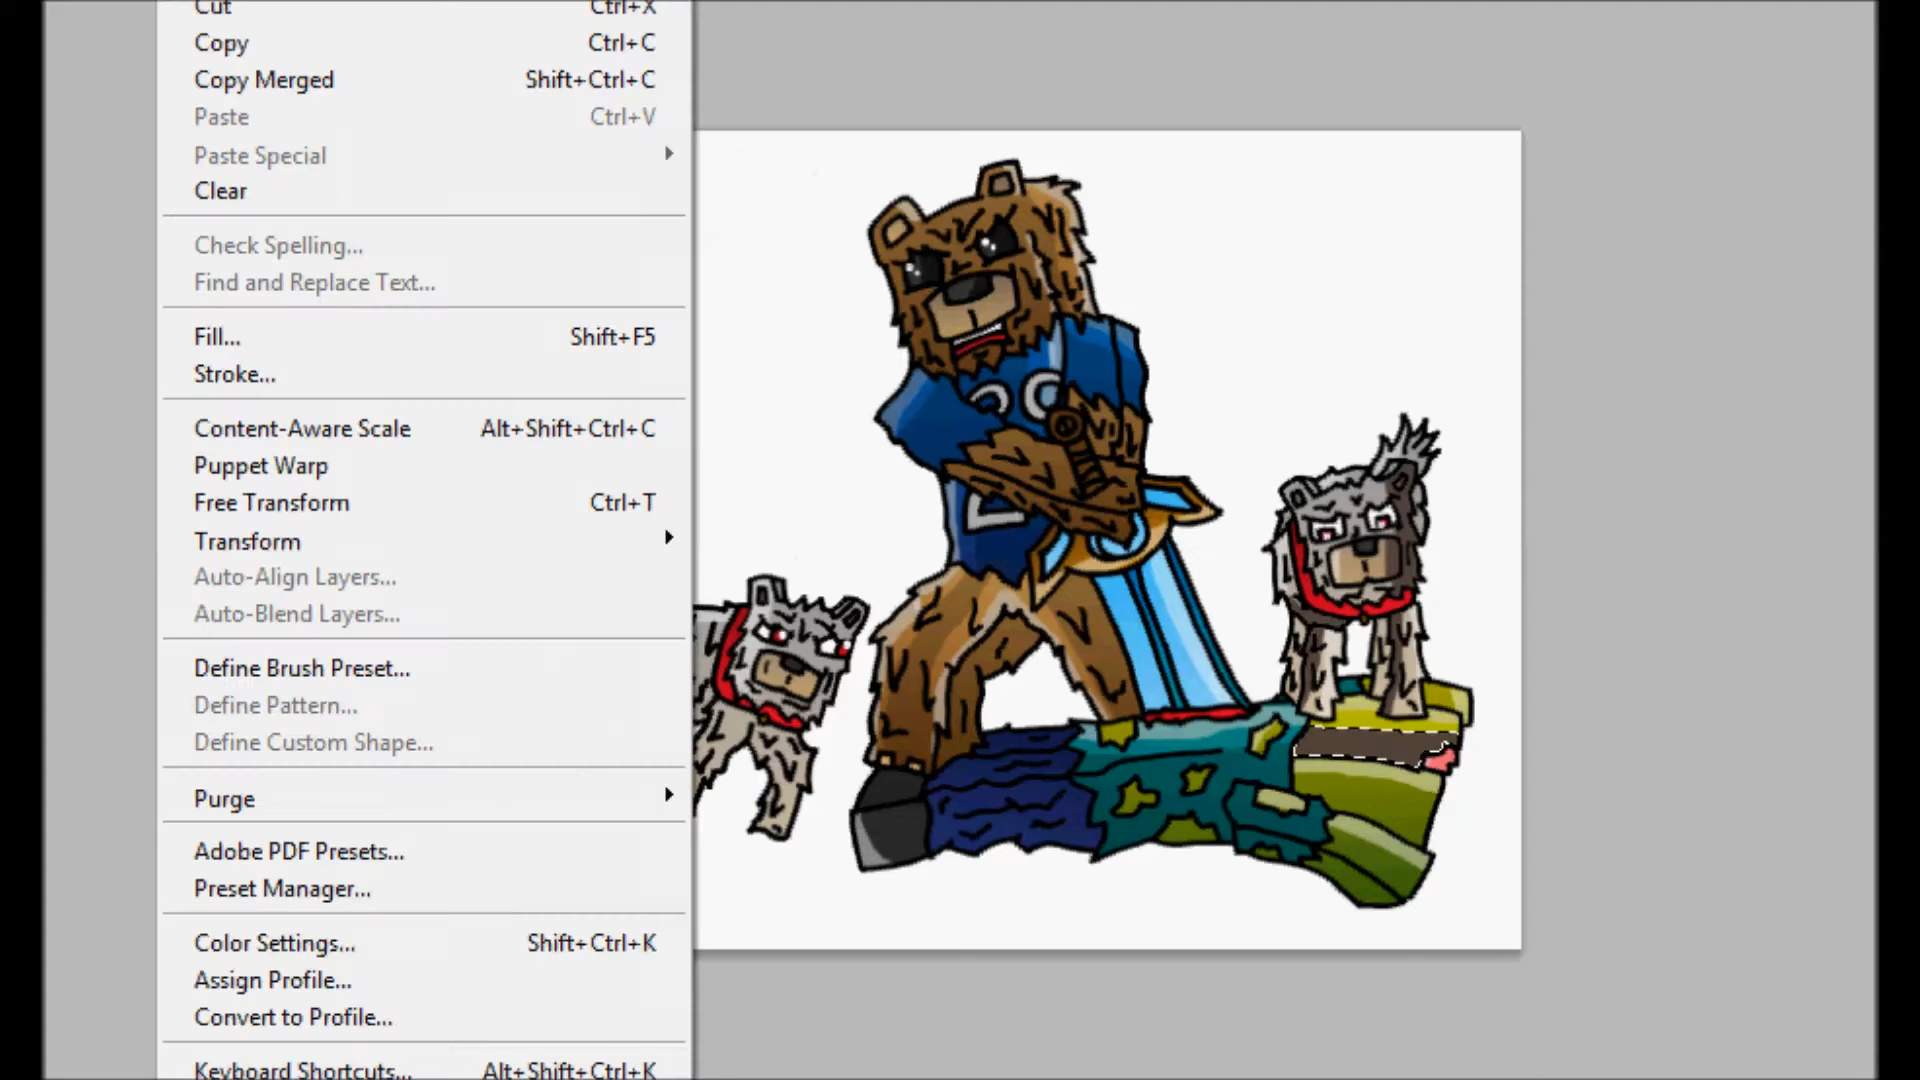 Cut Ctrl+X
Copy Ctrl+C
Copy Merged Shift+Ctrl+C
Paste Ctrl+V
Paste Special
Clear
Check Spelling...
Find and Replace Text...
Fill... Shift+F5
Stroke...
Content-Aware Scale Alt+Shift+Ctrl+C
Puppet Warp
Free Transform Ctrl+T
Transform
Auto-Align Layers...
Auto-Blend Layers...
Define Brush Preset...
Define Pattern...
Define Custom Shape...
Purge
Adobe PDF Presets...
Preset Manager...
Color Settings... Shift+Ctrl+K
Assign Profile...
Convert to Profile...
Keyboard Shortcuts... Alt+Shift+Ctrl+K